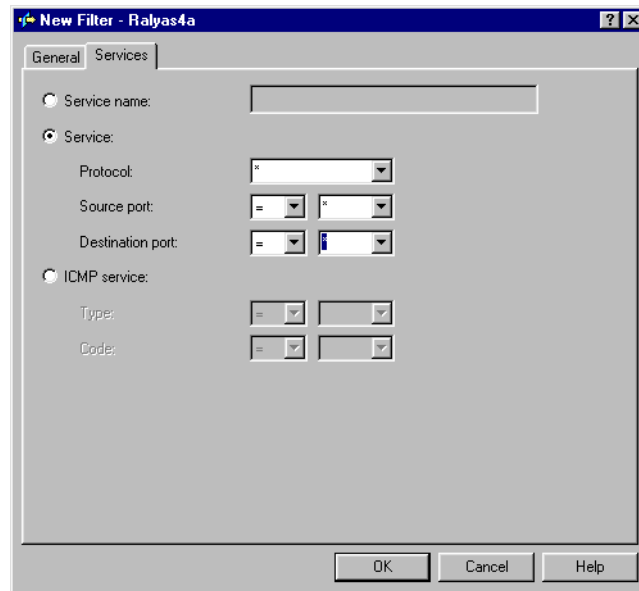 New Filter - Ralyas4a
General Services
Service name:
Service:
Protocol: *
Source port: = *
Destination port: = *
ICMP service:
Type: =
Code: =
OK Cancel Help